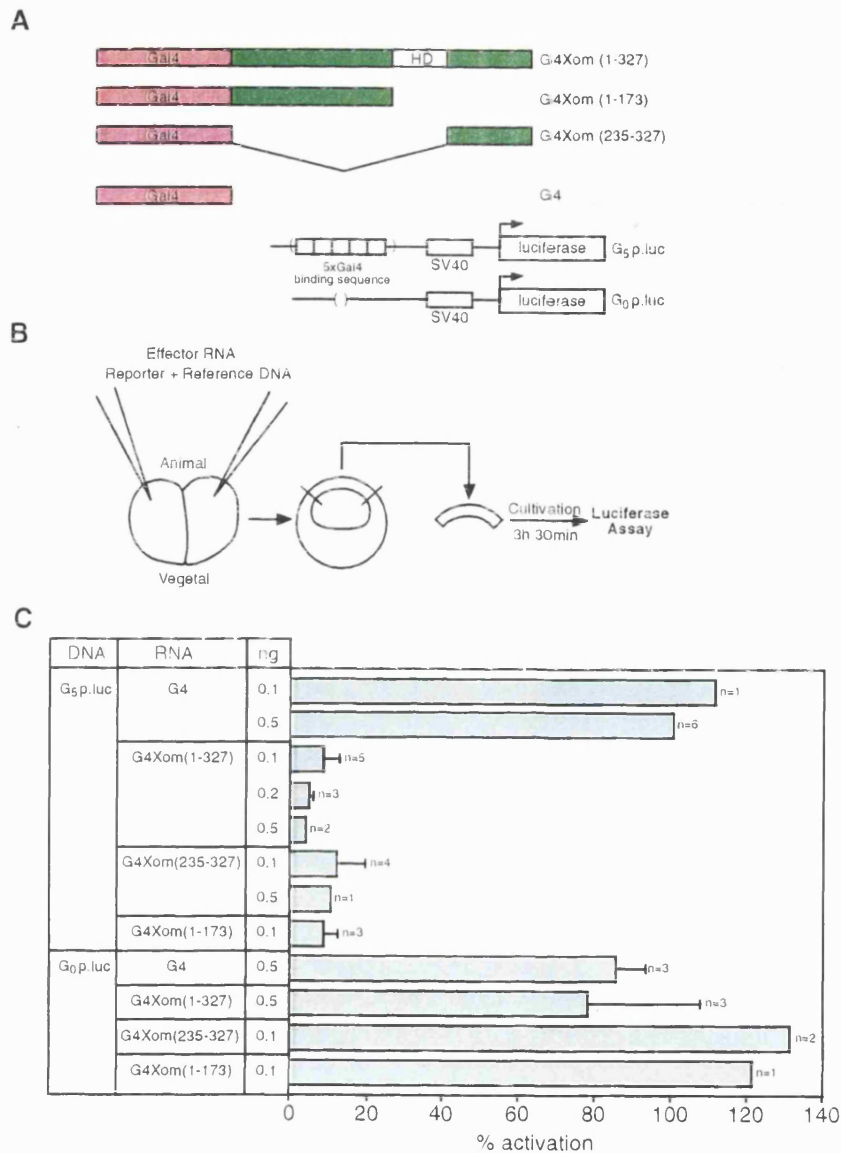 A
Gal4 HD G4Xom (1-327)
Gal4 G4Xom (1-173)
Gal4 G4Xom (235-327)
Gal4 G4
5xGal4
binding sequence
SV40
luciferase
G5p.luc
SV40
luciferase
G0p.luc
B
Effector RNA
Reporter + Reference DNA
Animal
Vegetal
Cultivation
3h 30min
Luciferase
Assay
C
DNA RNA ng
G5p.luc G4 0.1 n=1
0.5 n=6
G4Xom(1-327) 0.1 n=5
0.2 n=3
0.5 n=2
G4Xom(235-327) 0.1 n=4
0.5 n=1
G4Xom(1-173) 0.1 n=3
G0p.luc G4 0.5 n=3
G4Xom(1-327) 0.5 n=3
G4Xom(235-327) 0.1 n=2
G4Xom(1-173) 0.1 n=1
0 20 40 60 80 100 120 140
% activation